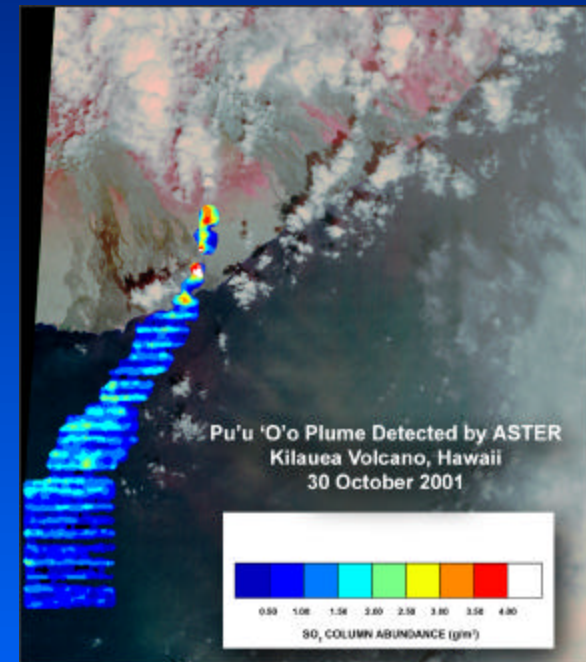 Pu'u 'O'o Plume Detected by ASTER
Kilauea Volcano, Hawaii
30 October 2001
0.50 1.00 1.50 2.00 2.50 3.00 3.50 4.00
SO₂ COLUMN ABUNDANCE (g/m²)